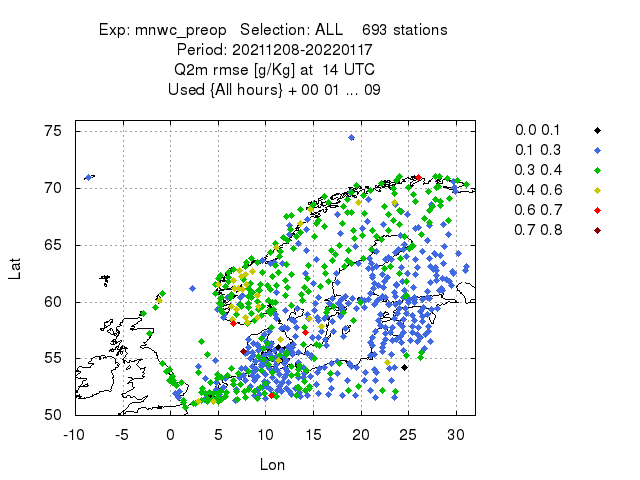 Exp: mnwc_preop Selection: ALL 693 stations
Period: 20211208-20220117
Q2m rmse [g/Kg] at 14 UTC
Used {All hours} + 00 01 ... 09
0.0 0.1
0.1 0.3
0.3 0.4
0.4 0.6
0.6 0.7
0.7 0.8
75
70
65
60
55
50
Lat
-10 -5 0 5 10 15 20 25 30
Lon